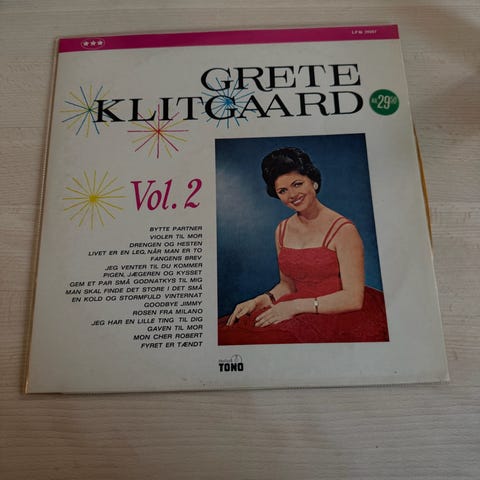 GRETE
KLITGAARD
KR. 29.50
Vol. 2
BYTTE PARTNER
VIOLER TIL MOR
DRENGEN OG HESTEN
LIVET ER EN LEG, NÅR MAN ER TO
FANGENS BREV
JEG VENTER TIL DU KOMMER
PIGEN, JÆGEREN OG KYSSET
GEM ET PAR SMÅ GODNATKYS TIL MIG
MAN SKAL FINDE DET STORE I DET SMÅ
EN KOLD OG STORMFULD VINTERNAT
GOODBYE JIMMY
ROSEN FRA MILANO
JEG HAR EN LILLE TING TIL DIG
GAVEN TIL MOR
MON CHER ROBERT
FYRET ER TÆNDT
TONO